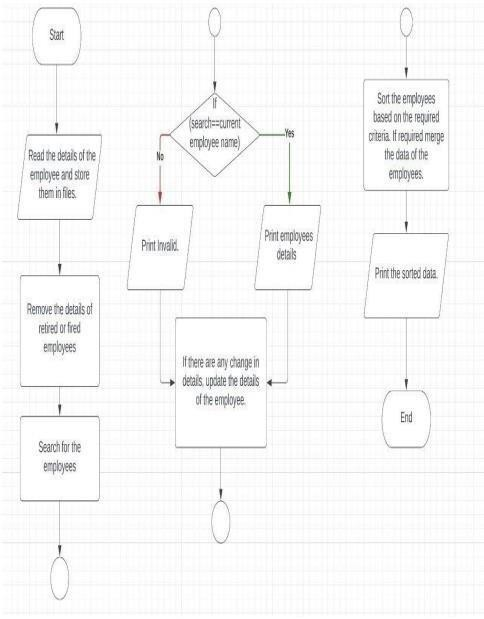 Start
Read the details of the
employee and store
them in files.
Remove the details of
retired or fired
employees
Search for the
employees
If
(search==current
employee name)
No
Yes
Print Invalid.
Print employees
details
If there are any change in
details, update the details
of the employee.
Sort the employees
based on the required
criteria. If required merge
the data of the
employees.
Print the sorted data.
End